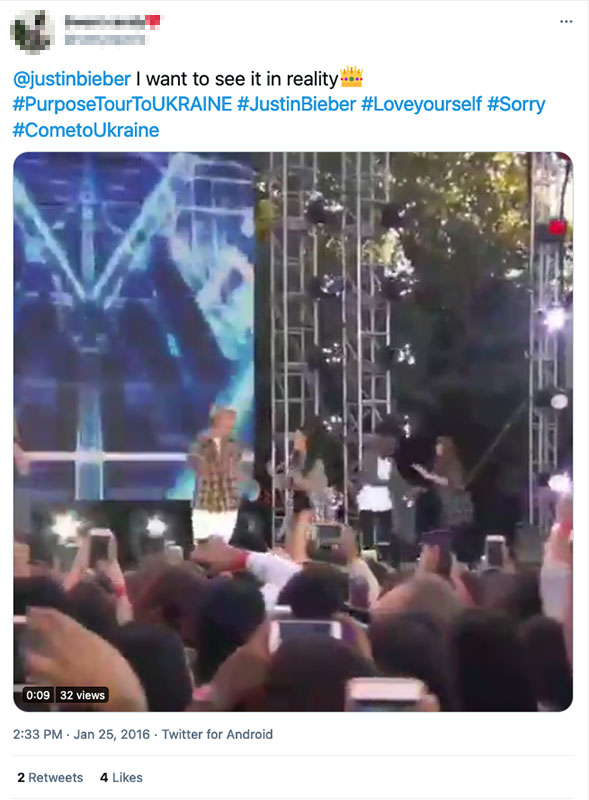 @justinbieber I want to see it in reality👑
#PurposeTourToUKRAINE #JustinBieber #Loveyourself #Sorry
#CometoUkraine
0:09 32 views
2:33 PM · Jan 25, 2016 · Twitter for Android
2 Retweets 4 Likes